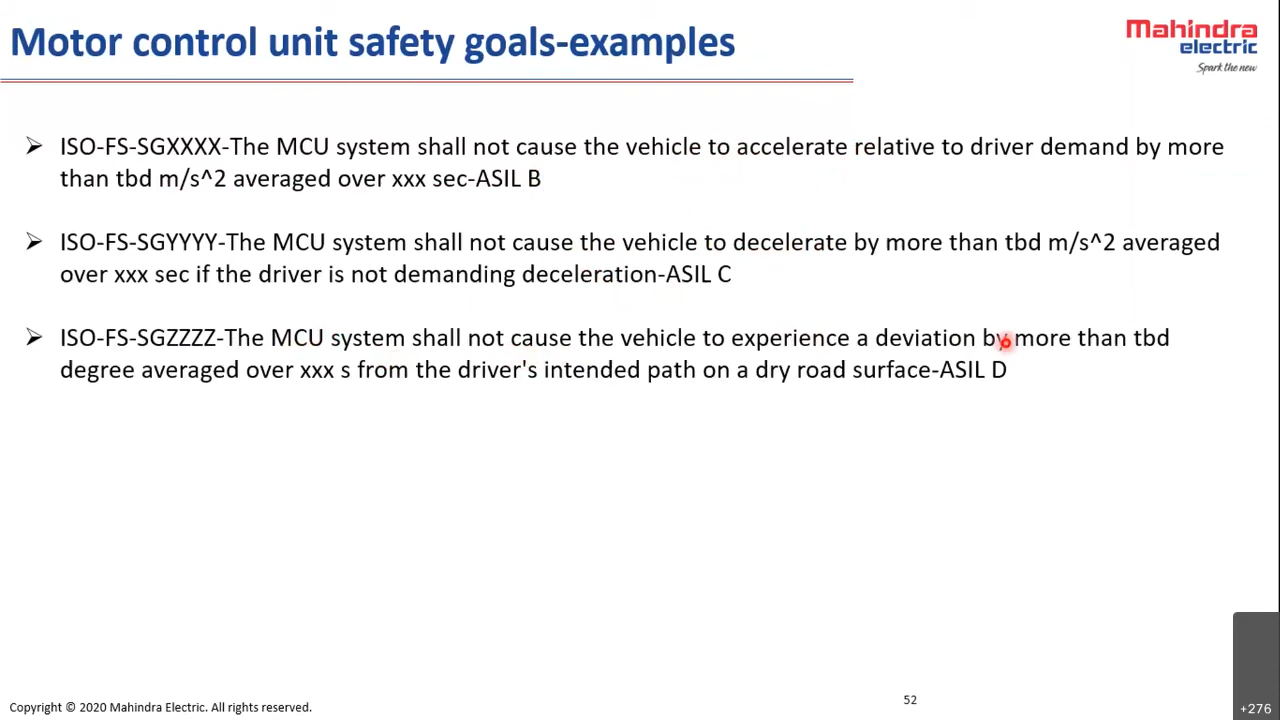 Motor control unit safety goals-examples
Mahindra
electric
Spark the new
➢ ISO-FS-SGXXXX-The MCU system shall not cause the vehicle to accelerate relative to driver demand by more
than tbd m/s^2 averaged over xxx sec-ASIL B
➢ ISO-FS-SGYYYY-The MCU system shall not cause the vehicle to decelerate by more than tbd m/s^2 averaged
over xxx sec if the driver is not demanding deceleration-ASIL C
➢ ISO-FS-SGZZZZ-The MCU system shall not cause the vehicle to experience a deviation by more than tbd
degree averaged over xxx s from the driver's intended path on a dry road surface-ASIL D
Copyright © 2020 Mahindra Electric. All rights reserved.
52
+276